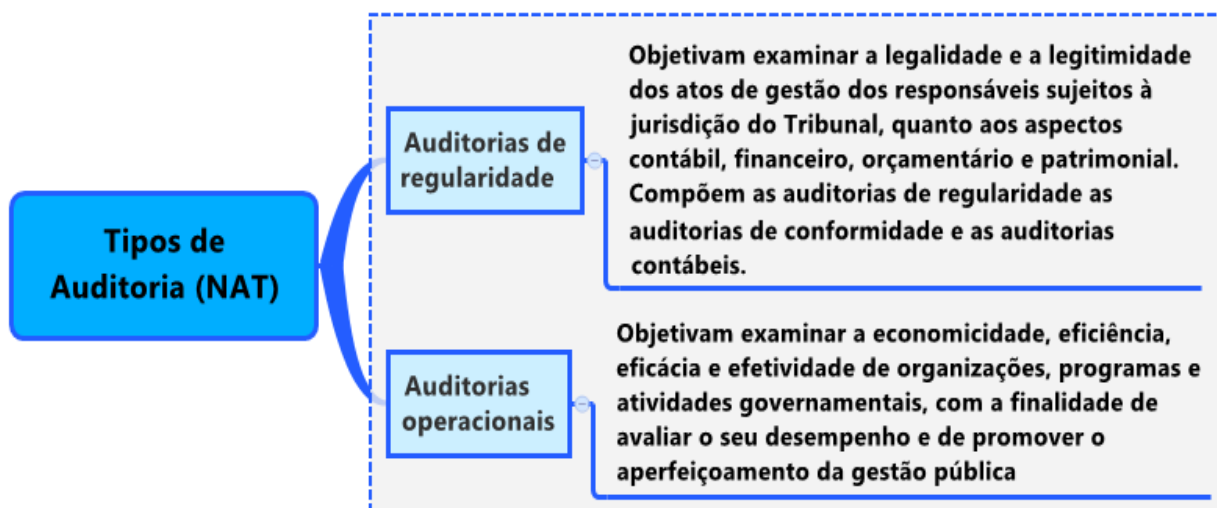 Tipos de
Auditoria (NAT)
Auditorias de
regularidade
Objetivam examinar a legalidade e a legitimidade
dos atos de gestão dos responsáveis sujeitos à
jurisdição do Tribunal, quanto aos aspectos
contábil, financeiro, orçamentário e patrimonial.
Compõem as auditorias de regularidade as
auditorias de conformidade e as auditorias
contábeis.
Auditorias
operacionais
Objetivam examinar a economicidade, eficiência,
eficácia e efetividade de organizações, programas e
atividades governamentais, com a finalidade de
avaliar o seu desempenho e de promover o
aperfeiçoamento da gestão pública